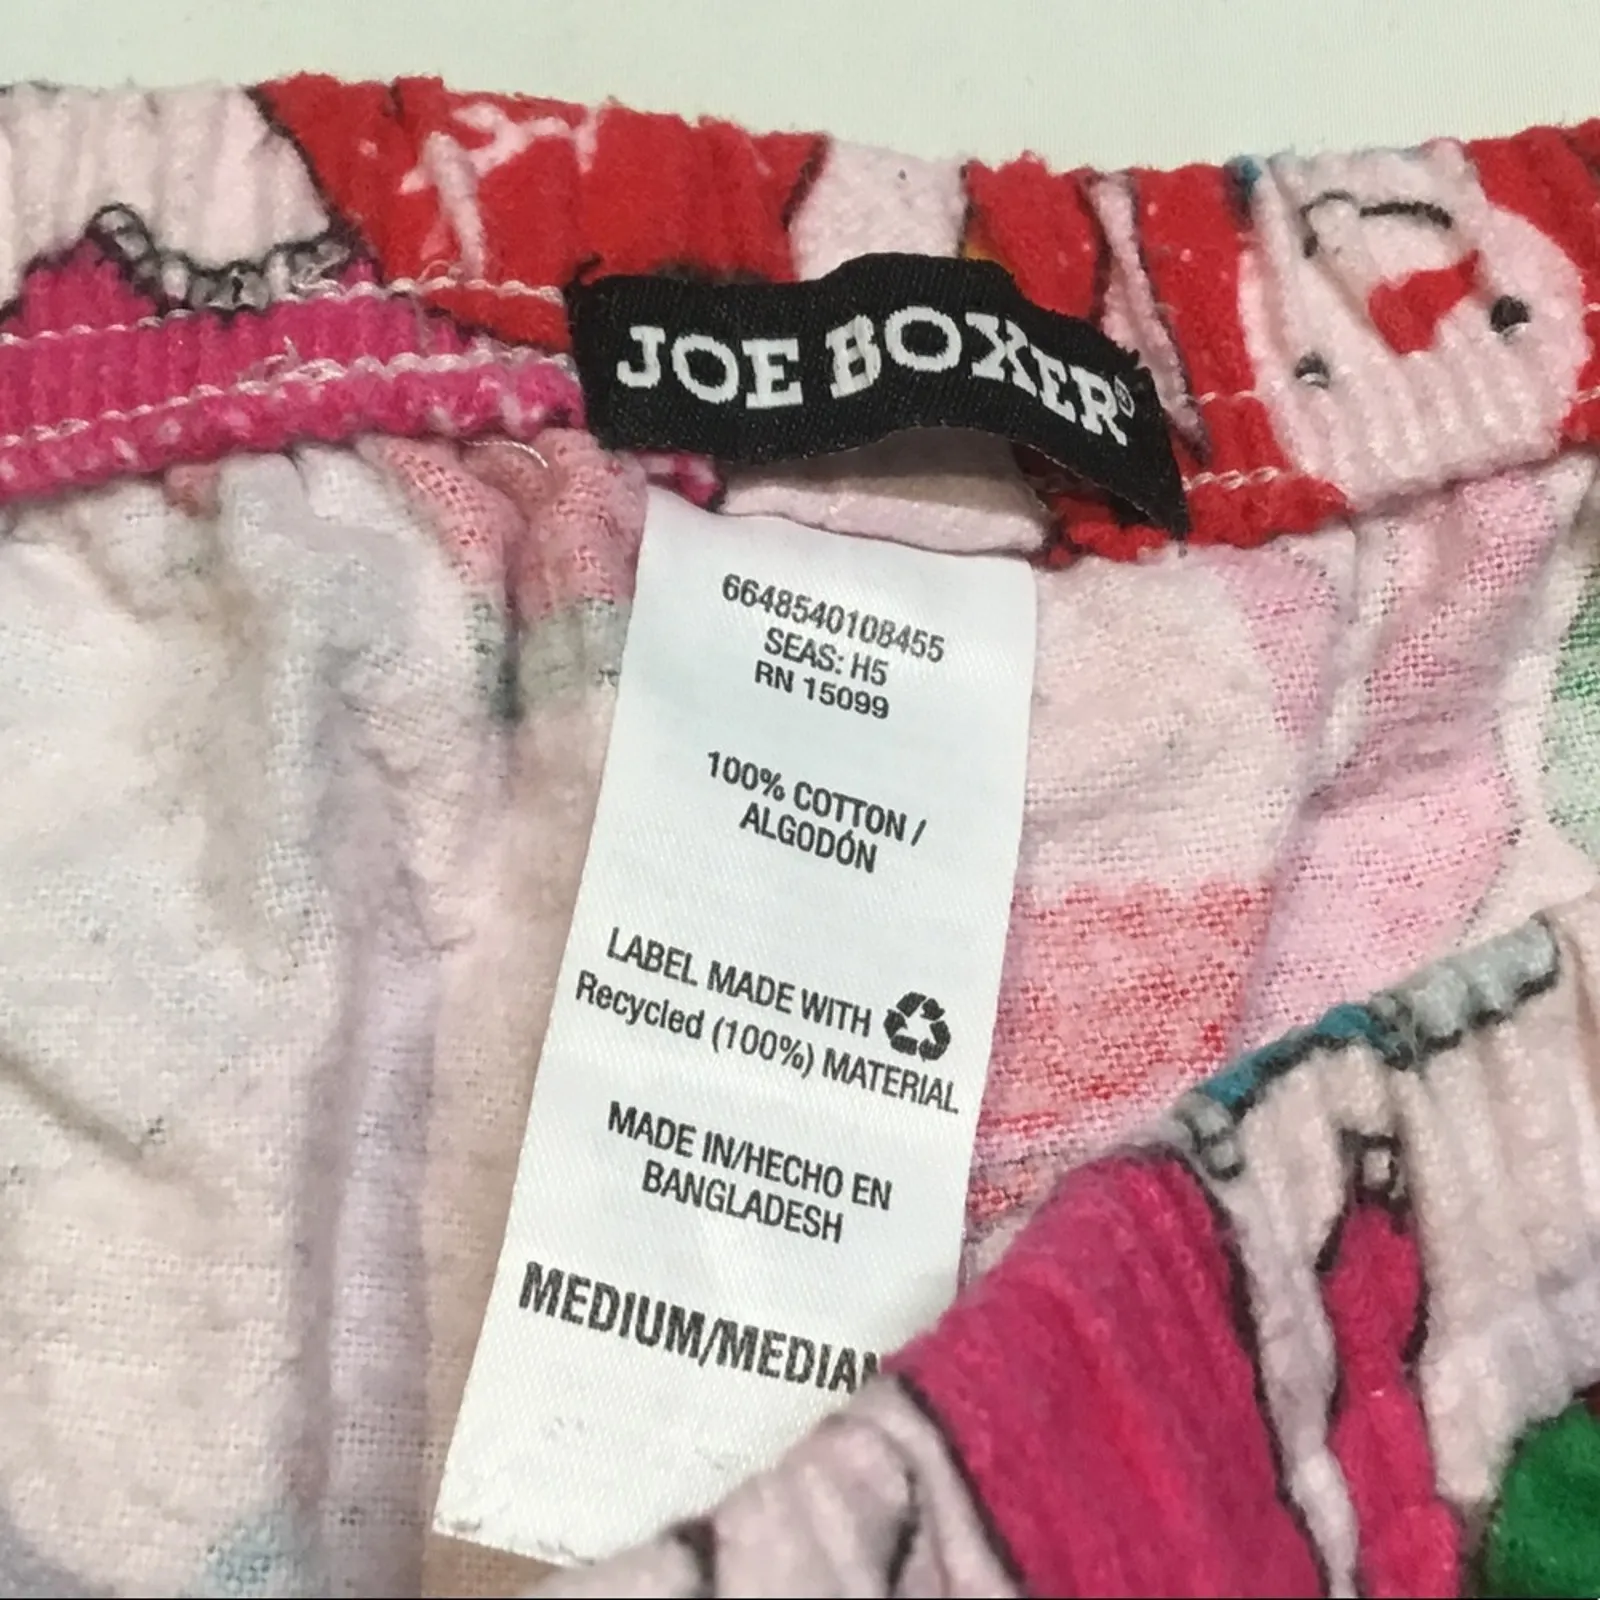 JOE BOXER®
6648540108455
SEAS: H5
RN 15099
100% COTTON /
ALGODÓN
LABEL MADE WITH
Recycled (100%) MATERIAL
MADE IN/HECHO EN
BANGLADESH
MEDIUM/MEDIAN